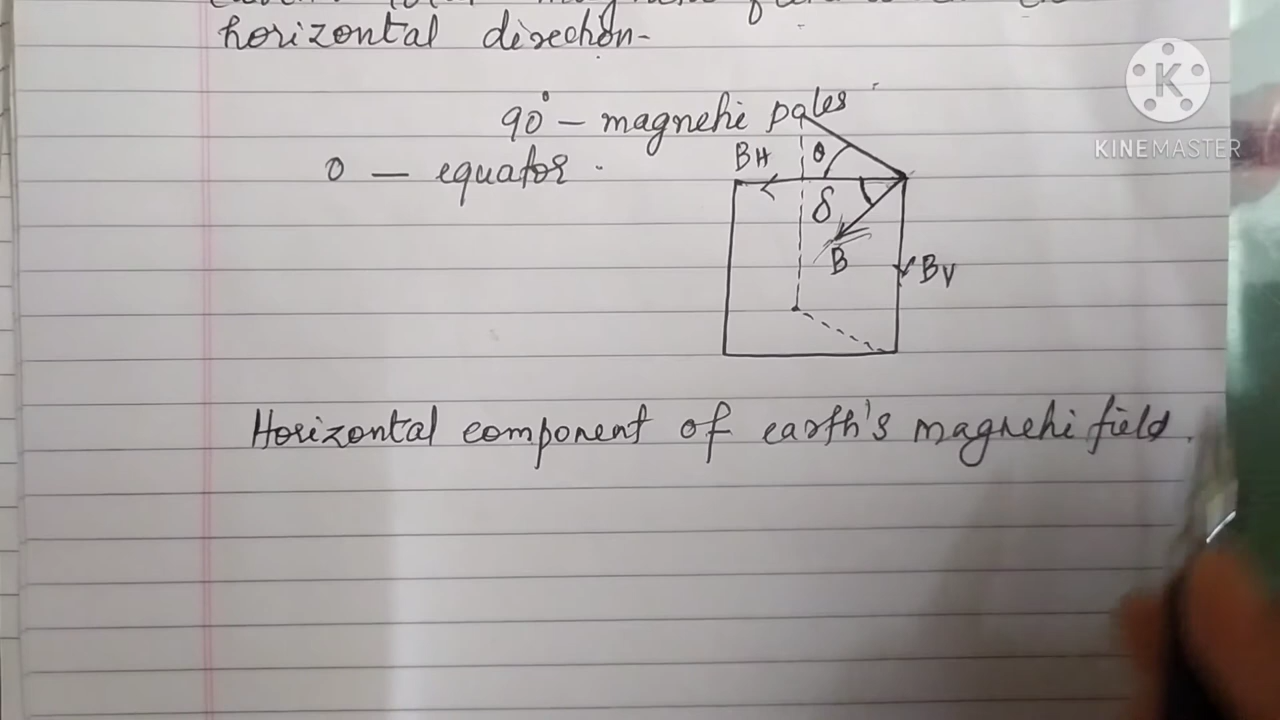 horizontal direction-
90° – magnetic poles
0 — equator
BH
θ
δ
B
BV
Horizontal component of earth's magnetic field.
K
KINEMASTER